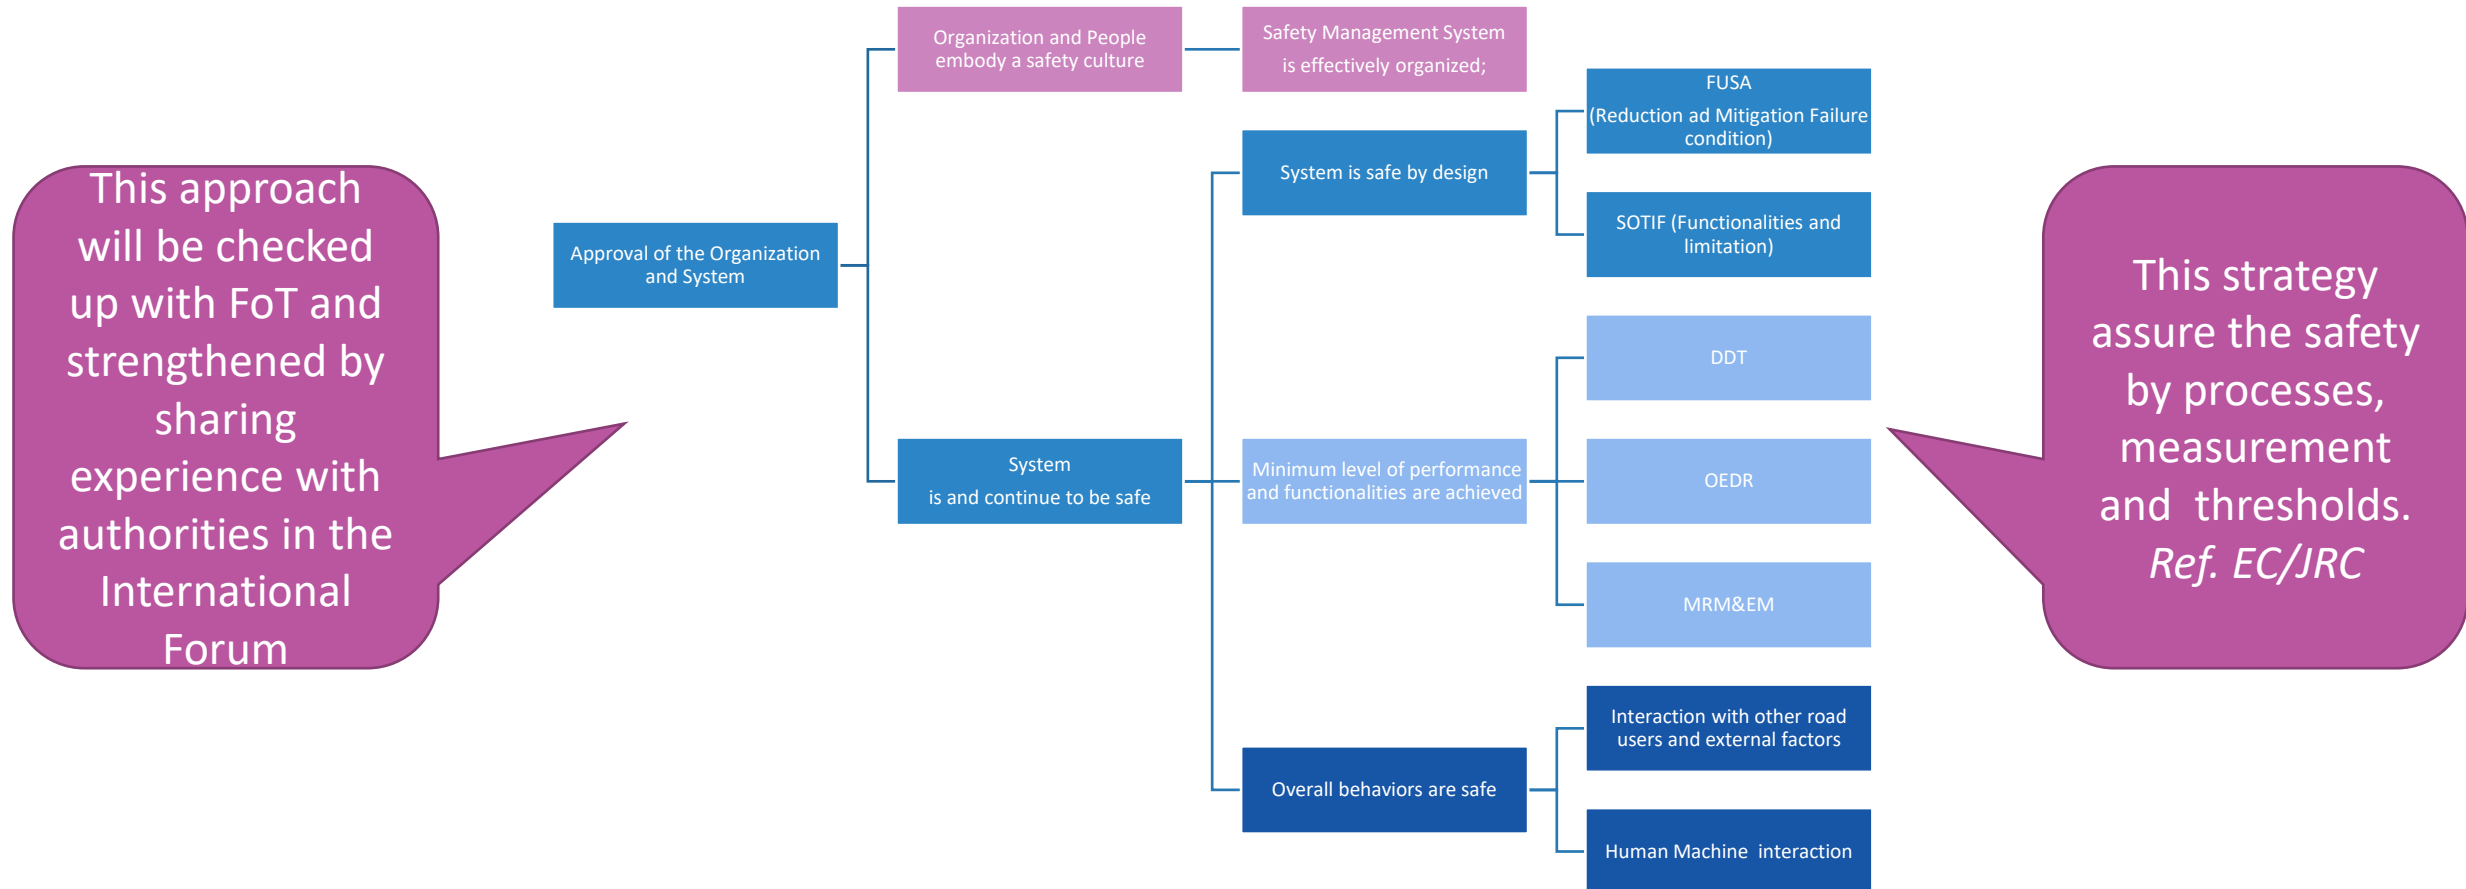 This approach
will be checked
up with FoT and
strengthened by
sharing
experience with
authorities in the
International
Forum
Approval of the Organization
and System
Organization and People
embody a safety culture
Safety Management System
is effectively organized;
System
is and continue to be safe
System is safe by design
FUSA
(Reduction ad Mitigation Failure
condition)
SOTIF (Functionalities and
limitation)
Minimum level of performance
and functionalities are achieved
DDT
OEDR
MRM&EM
Overall behaviors are safe
Interaction with other road
users and external factors
Human Machine interaction
This strategy
assure the safety
by processes,
measurement
and thresholds.
Ref. EC/JRC